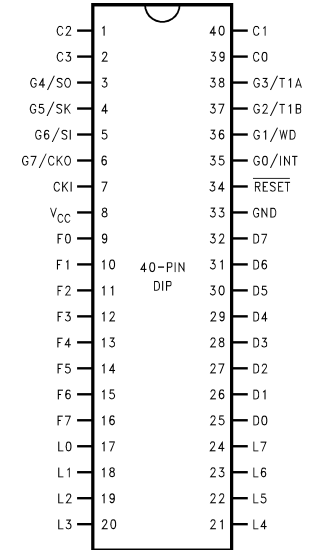 C2 1 40 C1
C3 2 39 C0
G4/SO 3 38 G3/T1A
G5/SK 4 37 G2/T1B
G6/SI 5 36 G1/WD
G7/CKO 6 35 G0/INT
CKI 7 34 RESET
VCC 8 33 GND
F0 9 32 D7
F1 10 31 D6
40-PIN
DIP
F2 11 30 D5
F3 12 29 D4
F4 13 28 D3
F5 14 27 D2
F6 15 26 D1
F7 16 25 D0
L0 17 24 L7
L1 18 23 L6
L2 19 22 L5
L3 20 21 L4